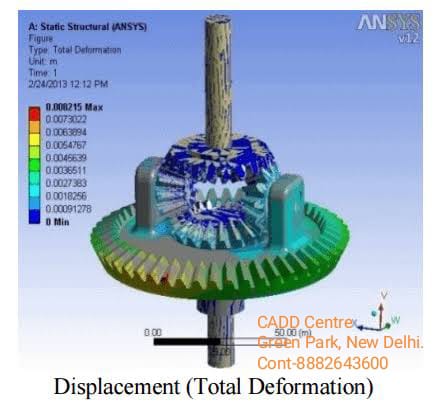 A: Static Structural (ANSYS)
Figure
Type: Total Deformation
Unit: m
Time: 1
2/24/2013 12:12 PM
0.008215 Max
0.0073022
0.0063894
0.0054767
0.0045639
0.0036511
0.0027383
0.0018256
0.00091278
0 Min
ANSYS
v12
Y
X
0.00
50.00 (m)
25.00
CADD Centre
Green Park, New Delhi.
Cont-8882643600
Displacement (Total Deformation)